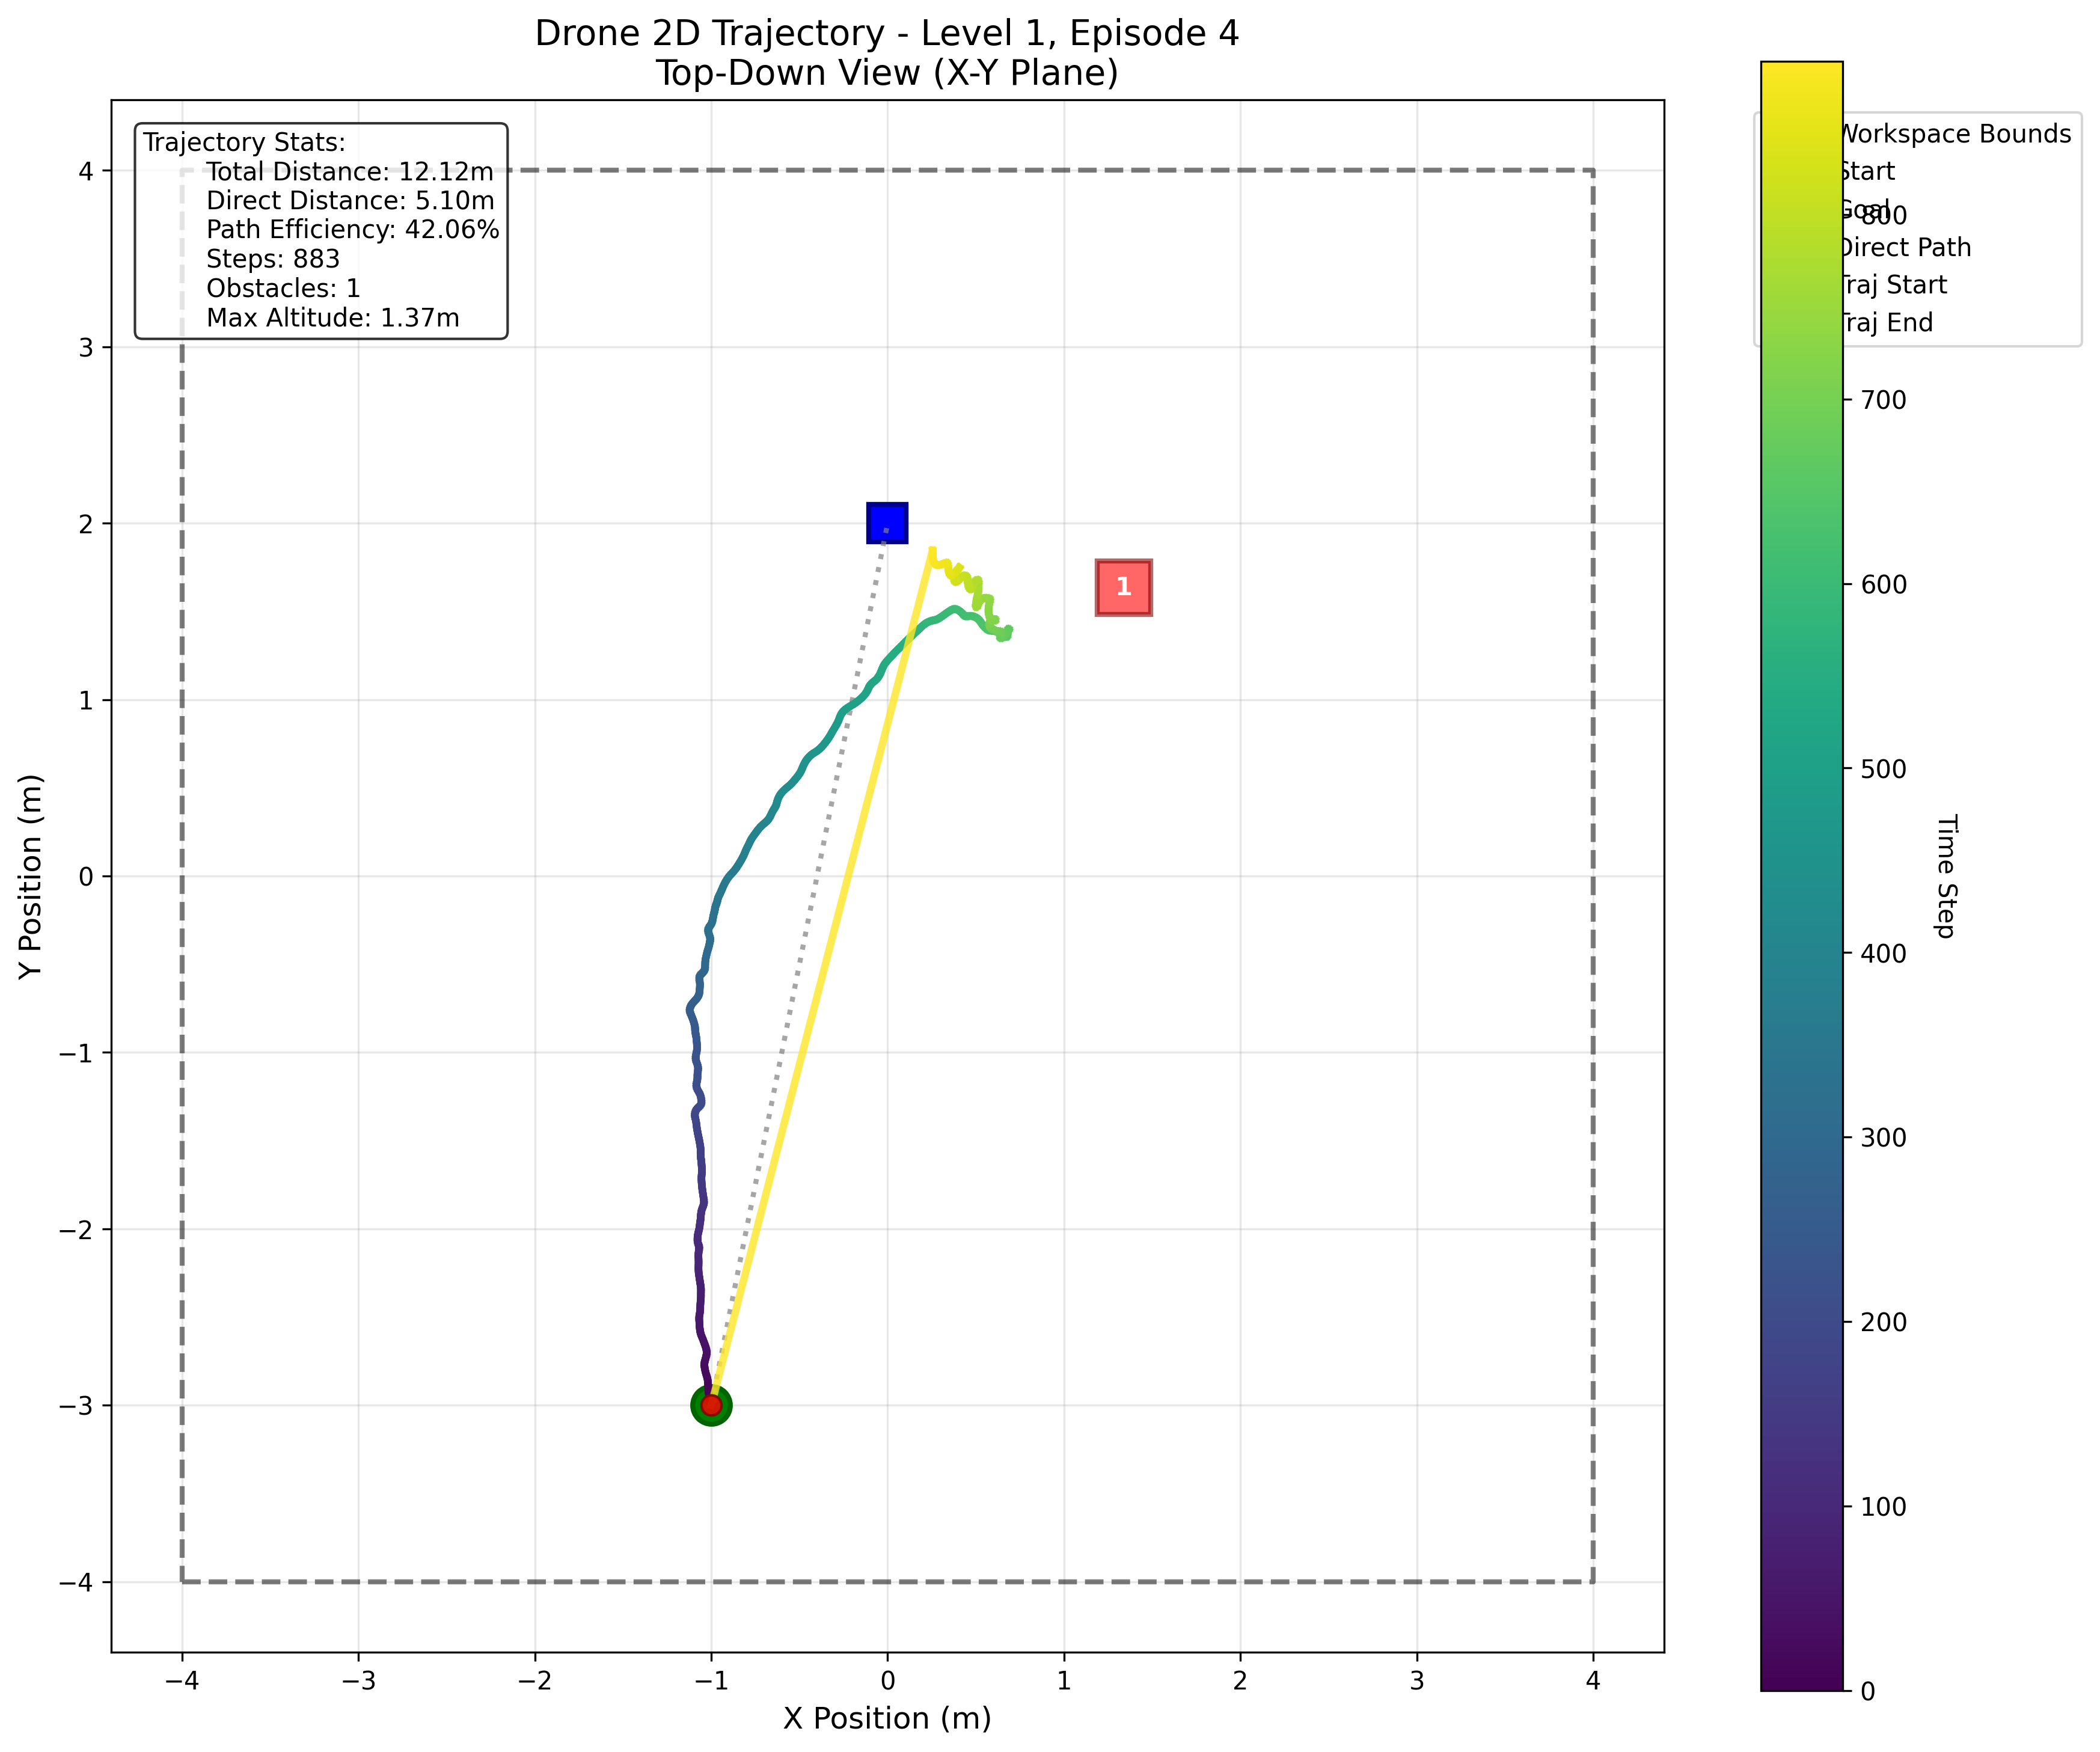 Drone 2D Trajectory - Level 1, Episode 4
Top-Down View (X-Y Plane)
Trajectory Stats:
Total Distance: 12.12m
Direct Distance: 5.10m
Path Efficiency: 42.06%
Steps: 883
Obstacles: 1
Max Altitude: 1.37m
Workspace Bounds
Start
Goal
Direct Path
Traj Start
Traj End
4
3
2
1
0
−1
−2
−3
−4
Y Position (m)
1
−4
−3
−2
−1
0
1
2
3
4
X Position (m)
800
700
600
500
400
300
200
100
0
Time Step